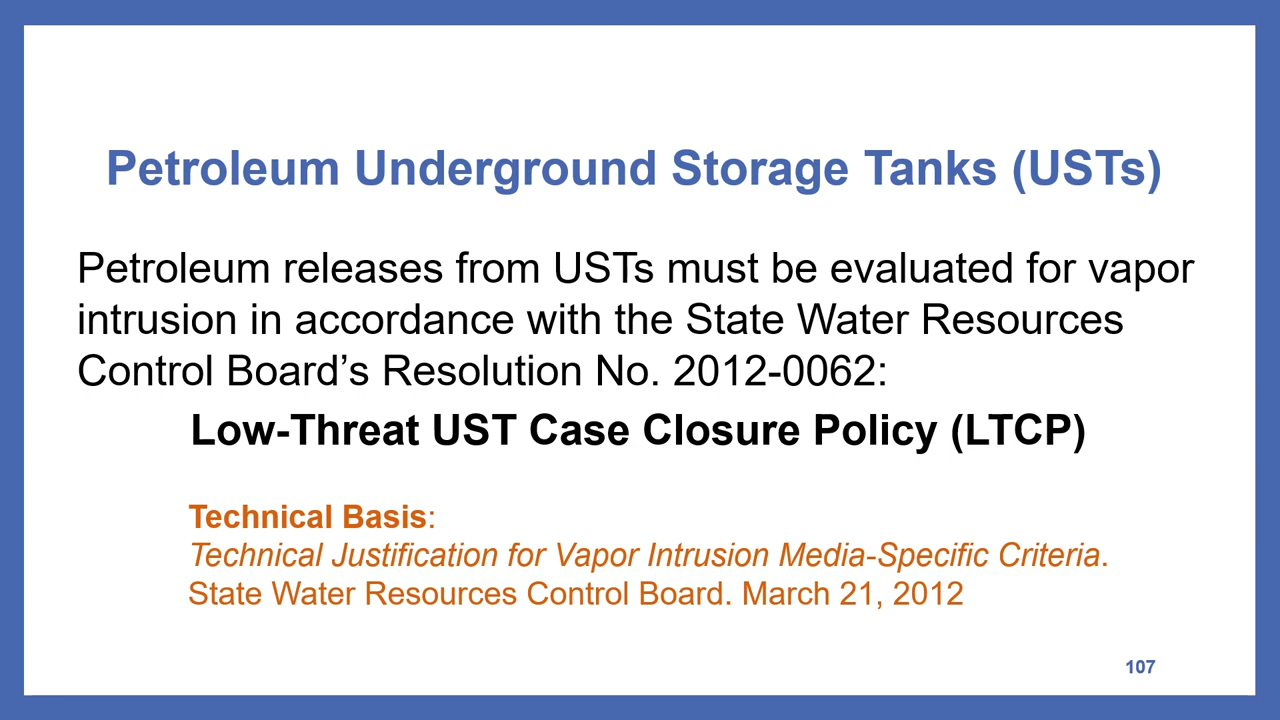 Petroleum Underground Storage Tanks (USTs)
Petroleum releases from USTs must be evaluated for vapor
intrusion in accordance with the State Water Resources
Control Board’s Resolution No. 2012-0062:
Low-Threat UST Case Closure Policy (LTCP)
Technical Basis:
Technical Justification for Vapor Intrusion Media-Specific Criteria.
State Water Resources Control Board. March 21, 2012
107